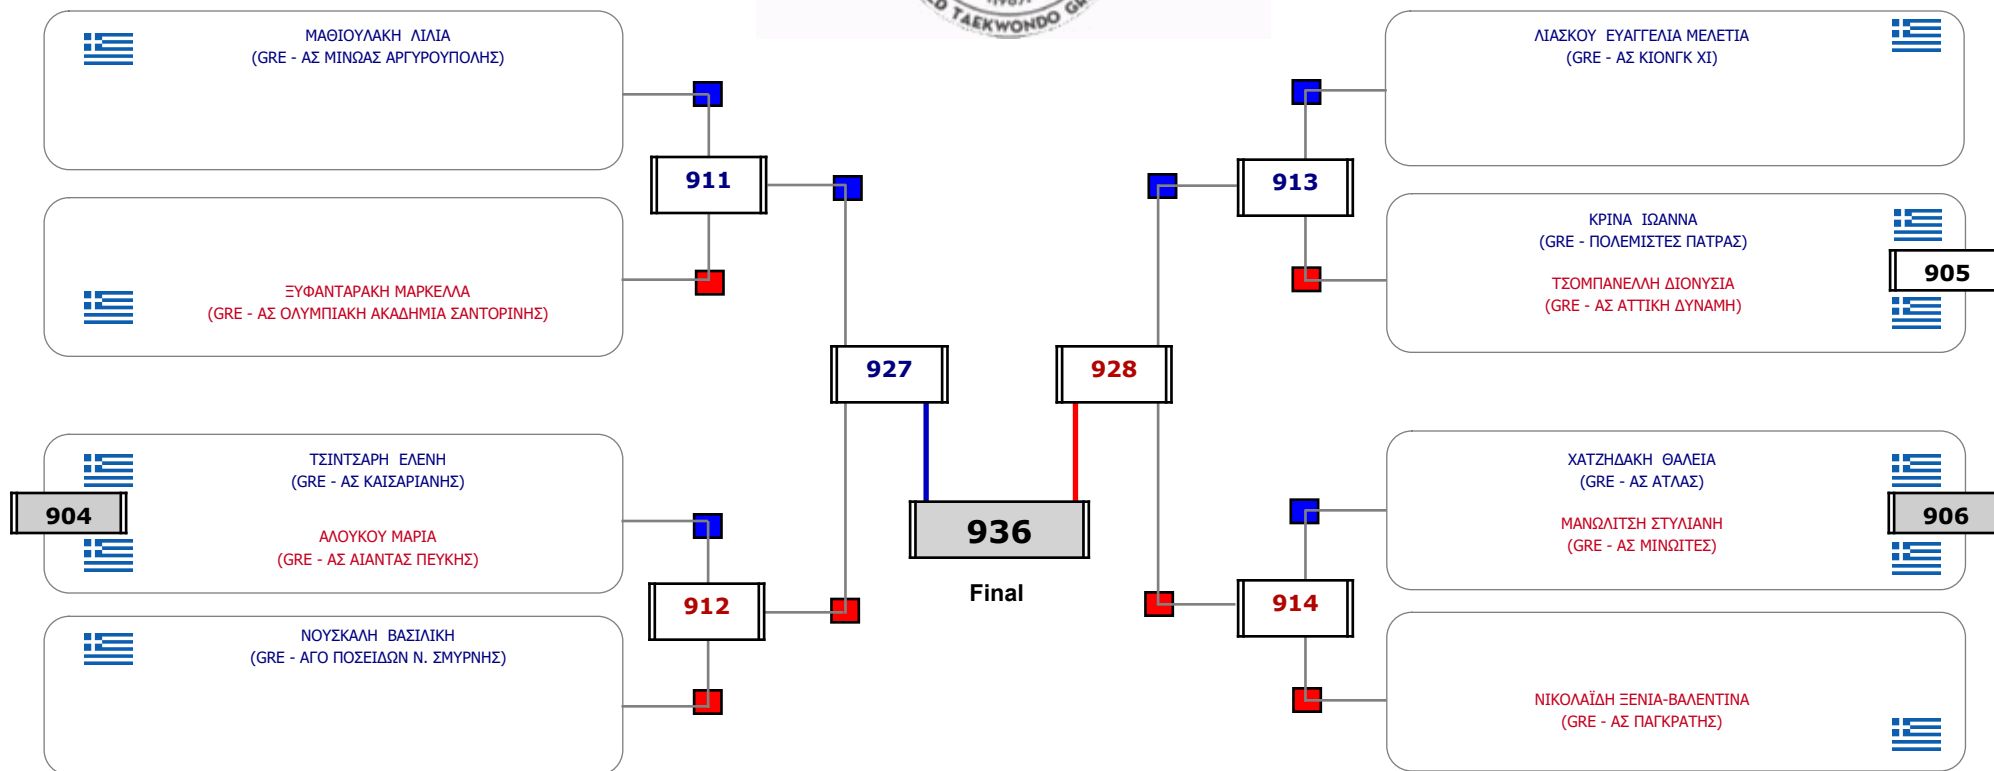 ED TAEKWONDO GR
ΜΑΘΙΟΥΛΑΚΗ ΛΙΛΙΑ
(GRE - ΑΣ ΜΙΝΩΑΣ ΑΡΓΥΡΟΥΠΟΛΗΣ)
911
ΞΥΦΑΝΤΑΡΑΚΗ ΜΑΡΚΕΛΛΑ
(GRE - ΑΣ ΟΛΥΜΠΙΑΚΗ ΑΚΑΔΗΜΙΑ ΣΑΝΤΟΡΙΝΗΣ)
927
ΤΣΙΝΤΣΑΡΗ ΕΛΕΝΗ
(GRE - ΑΣ ΚΑΙΣΑΡΙΑΝΗΣ)
904
ΑΛΟΥΚΟΥ ΜΑΡΙΑ
(GRE - ΑΣ ΑΙΑΝΤΑΣ ΠΕΥΚΗΣ)
912
ΝΟΥΣΚΑΛΗ ΒΑΣΙΛΙΚΗ
(GRE - ΑΓΟ ΠΟΣΕΙΔΩΝ Ν. ΣΜΥΡΝΗΣ)
936
Final
ΛΙΑΣΚΟΥ ΕΥΑΓΓΕΛΙΑ ΜΕΛΕΤΙΑ
(GRE - ΑΣ ΚΙΟΝΓΚ ΧΙ)
913
ΚΡΙΝΑ ΙΩΑΝΝΑ
(GRE - ΠΟΛΕΜΙΣΤΕΣ ΠΑΤΡΑΣ)
905
ΤΣΟΜΠΑΝΕΛΛΗ ΔΙΟΝΥΣΙΑ
(GRE - ΑΣ ΑΤΤΙΚΗ ΔΥΝΑΜΗ)
928
ΧΑΤΖΗΔΑΚΗ ΘΑΛΕΙΑ
(GRE - ΑΣ ΑΤΛΑΣ)
906
ΜΑΝΩΛΙΤΣΗ ΣΤΥΛΙΑΝΗ
(GRE - ΑΣ ΜΙΝΩΙΤΕΣ)
914
ΝΙΚΟΛΑΪΔΗ ΞΕΝΙΑ-ΒΑΛΕΝΤΙΝΑ
(GRE - ΑΣ ΠΑΓΚΡΑΤΗΣ)